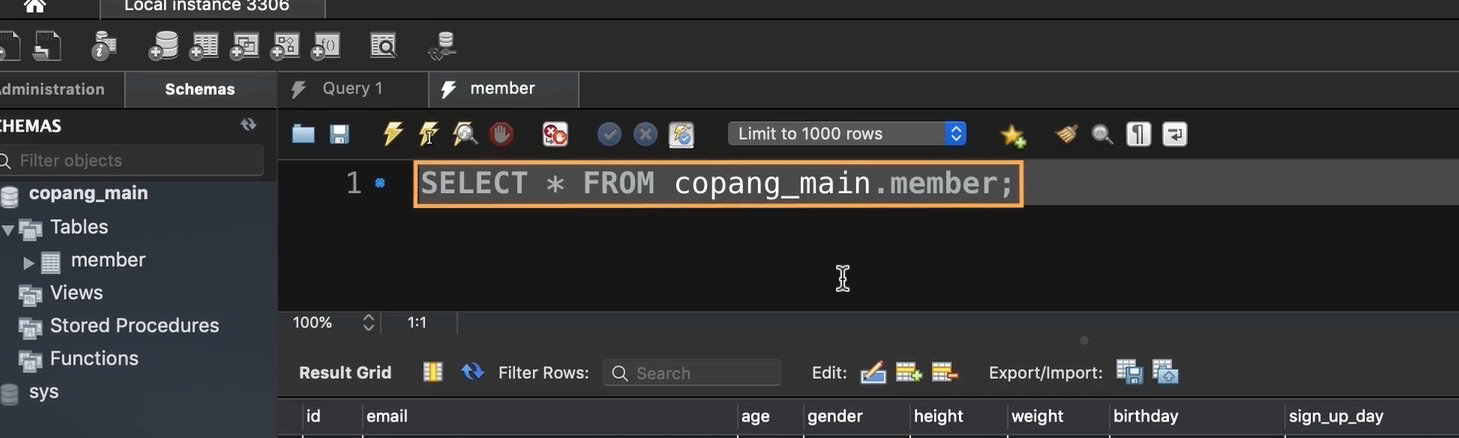 Local instance 3306
Administration
Schemas
Query 1
member
SCHEMAS
Filter objects
Limit to 1000 rows
copang_main
Tables
member
Views
Stored Procedures
Functions
sys
1
SELECT * FROM copang_main.member;
100%
1:1
Result Grid
Filter Rows:
Search
Edit:
Export/Import:
id
email
age
gender
height
weight
birthday
sign_up_day